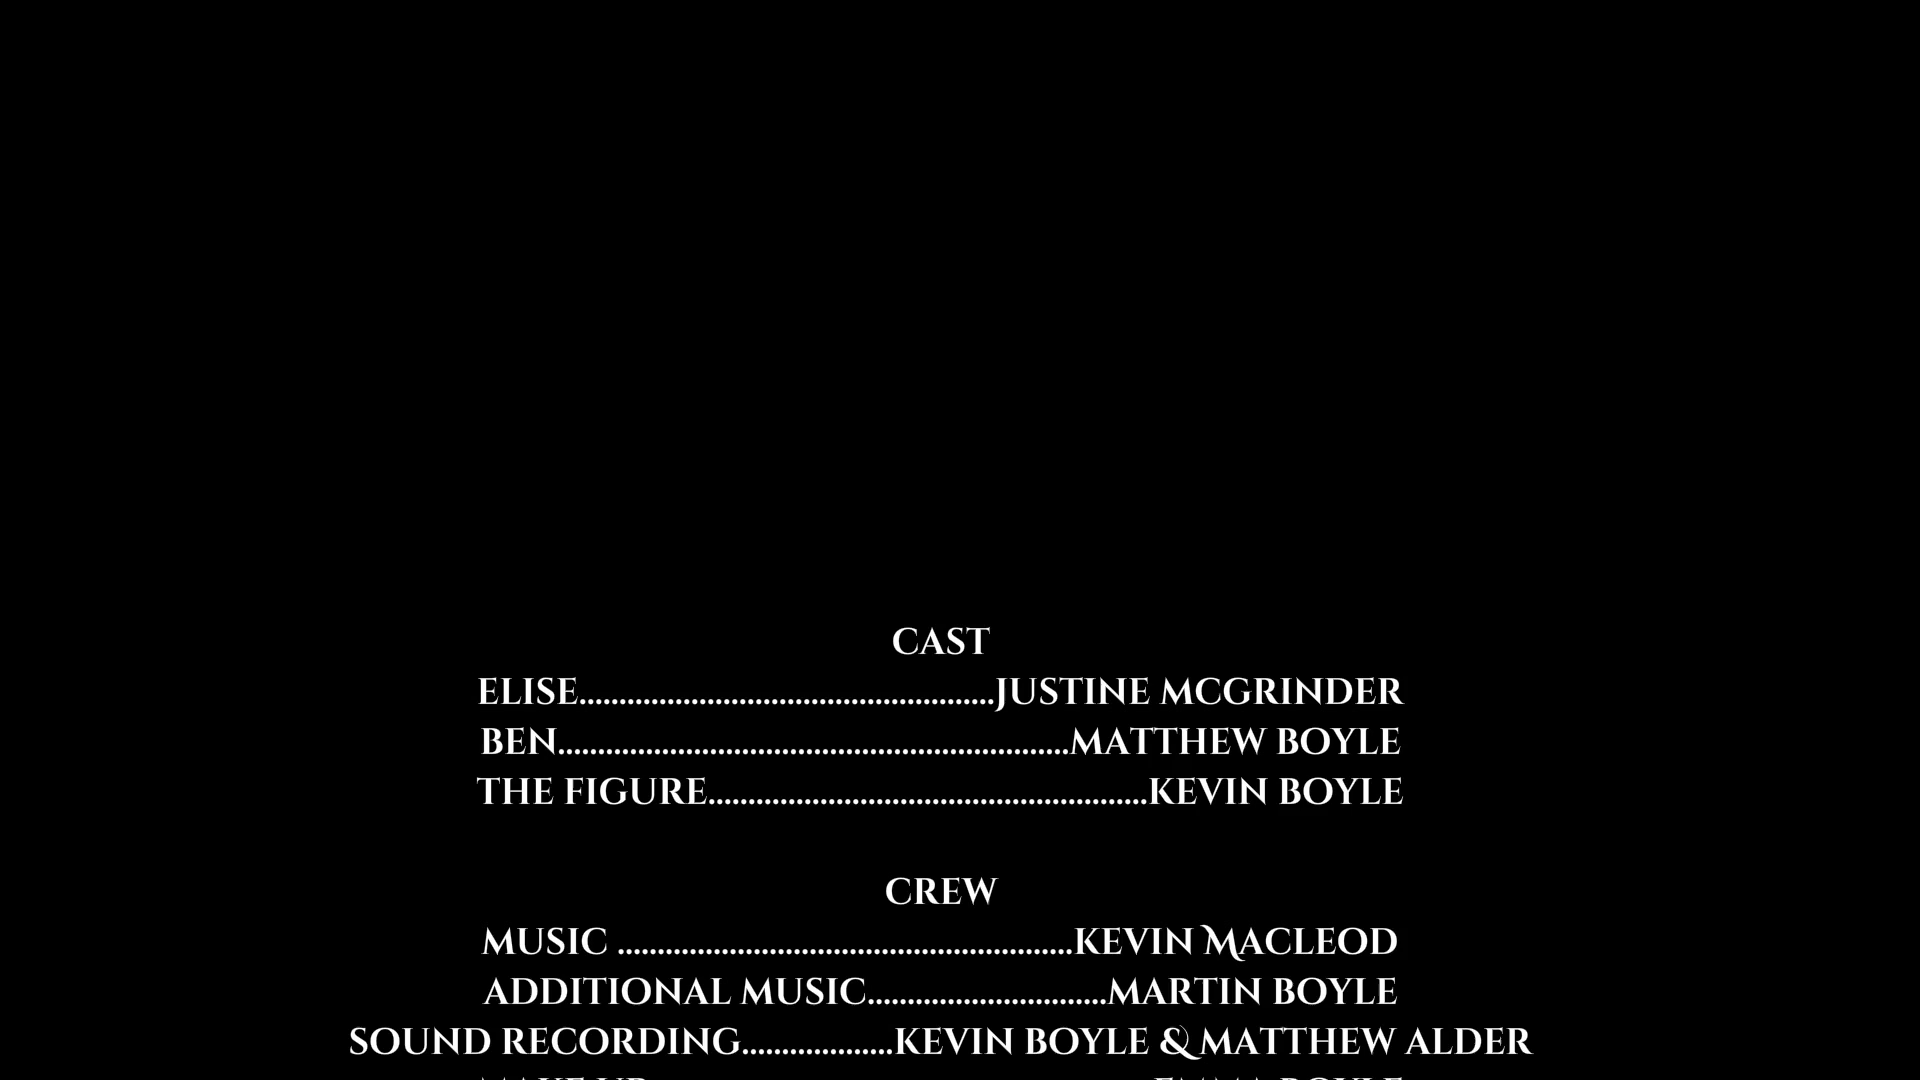 CAST
ELISE....................................................JUSTINE MCGRINDER
BEN................................................................MATTHEW BOYLE
THE FIGURE.......................................................KEVIN BOYLE
CREW
MUSIC .........................................................KEVIN MACLEOD
ADDITIONAL MUSIC..............................MARTIN BOYLE
SOUND RECORDING...................KEVIN BOYLE & MATTHEW ALDER